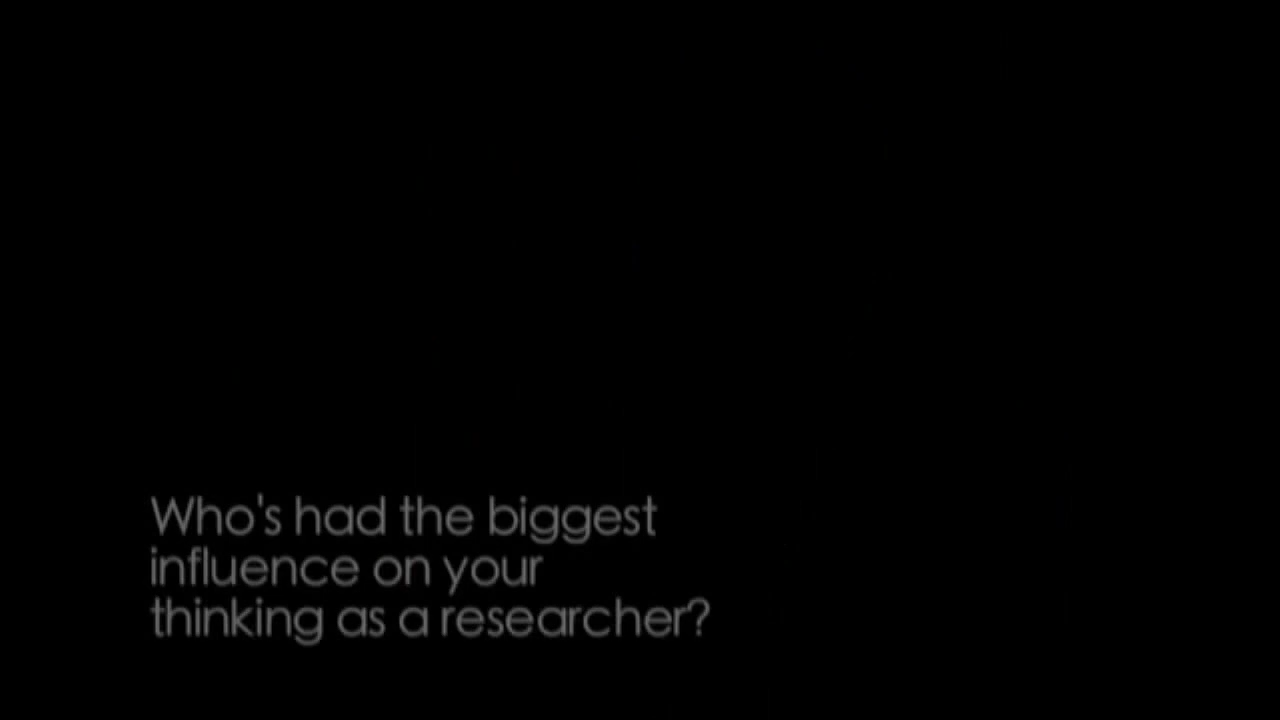 Who's had the biggest
influence on your
thinking as a researcher?